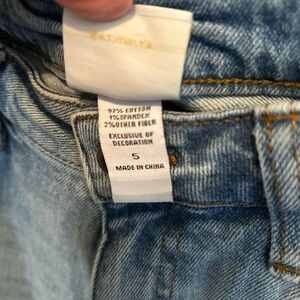 97% COTTON
1% SPANDEX
2% OTHER FIBER
EXCLUSIVE OF
DECORATION
S
MADE IN CHINA